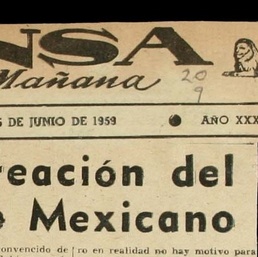 NSA
Mañana
20
9
5 DE JUNIO DE 1959 ● AÑO XXX
reación del
e Mexicano
convencido de
ro en realidad no hay motivo para